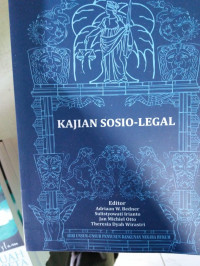 KAJIAN SOSIO-LEGAL
Editor
Adriaan W. Bedner
Sulistyowati Irianto
Jan Michiel Otto
Theresia Dyah Wirastri